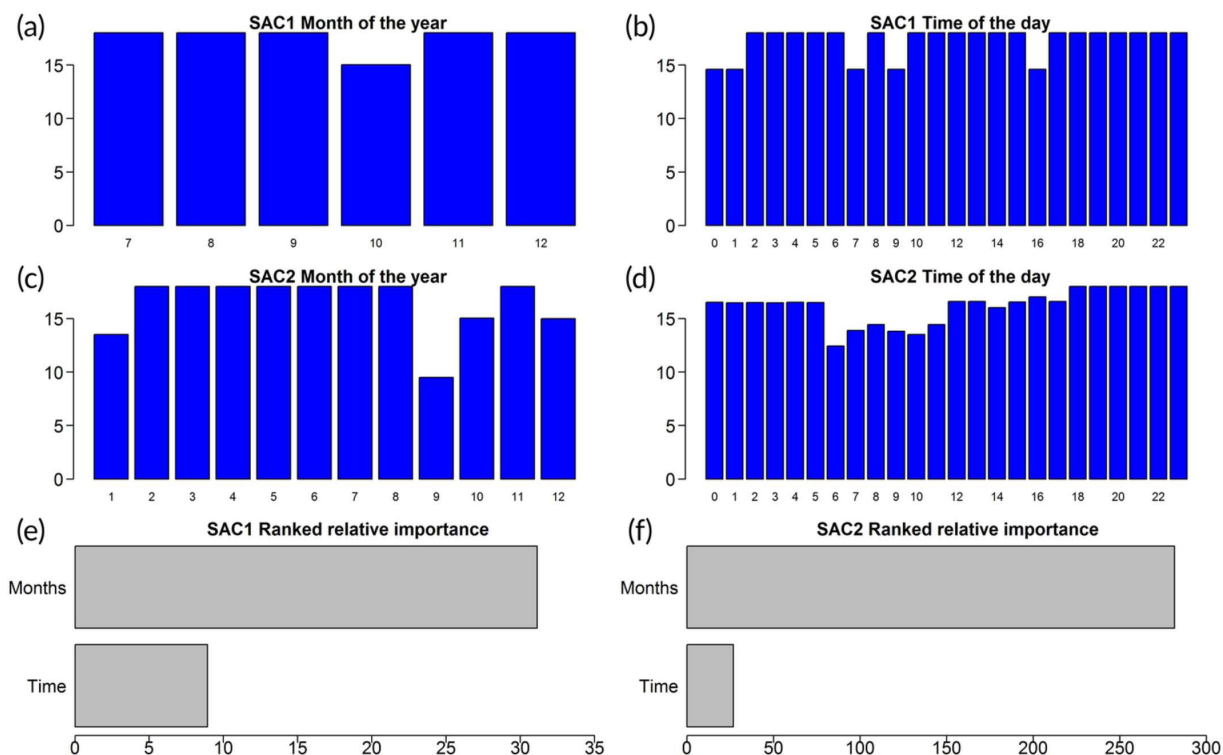 (a)
SAC1 Month of the year
15
10
5
0
7 8 9 10 11 12
(b)
SAC1 Time of the day
15
10
5
0
0 1 2 3 4 5 6 7 8 9 10 12 14 16 18 20 22
(c)
SAC2 Month of the year
15
10
5
0
1 2 3 4 5 6 7 8 9 10 11 12
(d)
SAC2 Time of the day
15
10
5
0
0 1 2 3 4 5 6 7 8 9 10 12 14 16 18 20 22
(e)
SAC1 Ranked relative importance
Months
Time
0 5 10 15 20 25 30 35
(f)
SAC2 Ranked relative importance
Months
Time
0 50 100 150 200 250 300